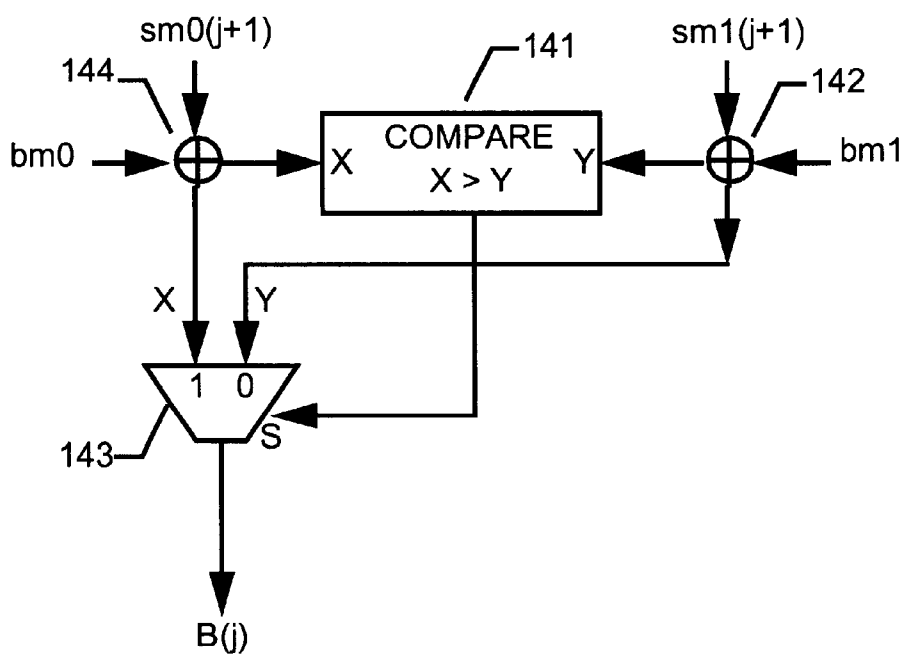 sm0(j+1)
141
sm1(j+1)
144
142
bm0
X
COMPARE
X > Y
Y
bm1
X
Y
1
0
S
143
B(j)